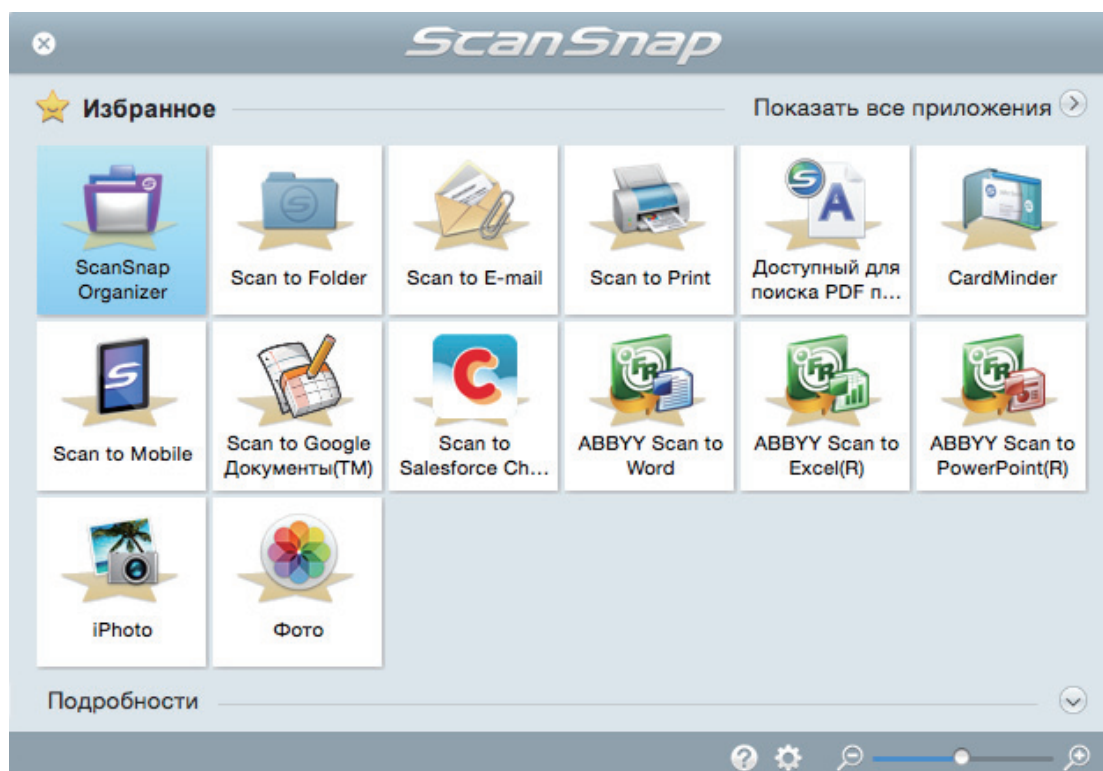 ScanSnap
Избранное
Показать все приложения
ScanSnap
Organizer
Scan to Folder
Scan to E-mail
Scan to Print
Доступный для
поиска PDF п...
CardMinder
Scan to Mobile
Scan to Google
Документы(TM)
Scan to
Salesforce Ch...
ABBYY Scan to
Word
ABBYY Scan to
Excel(R)
ABBYY Scan to
PowerPoint(R)
iPhoto
Фото
Подробности